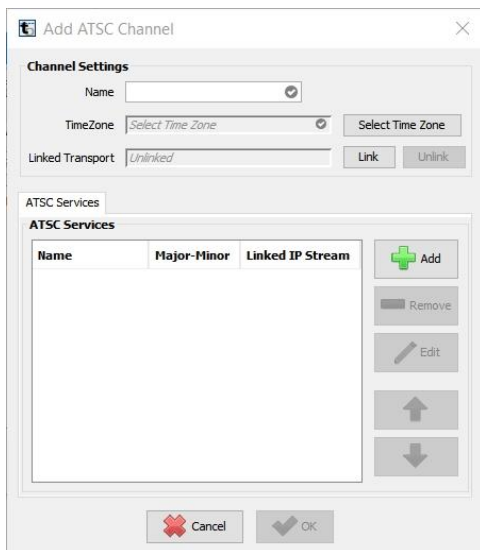 Add ATSC Channel
Channel Settings
Name
TimeZone Select Time Zone Select Time Zone
Linked Transport Unlinked Link Unlink
ATSC Services
ATSC Services
Name Major-Minor Linked IP Stream
Add
Remove
Edit
Cancel OK